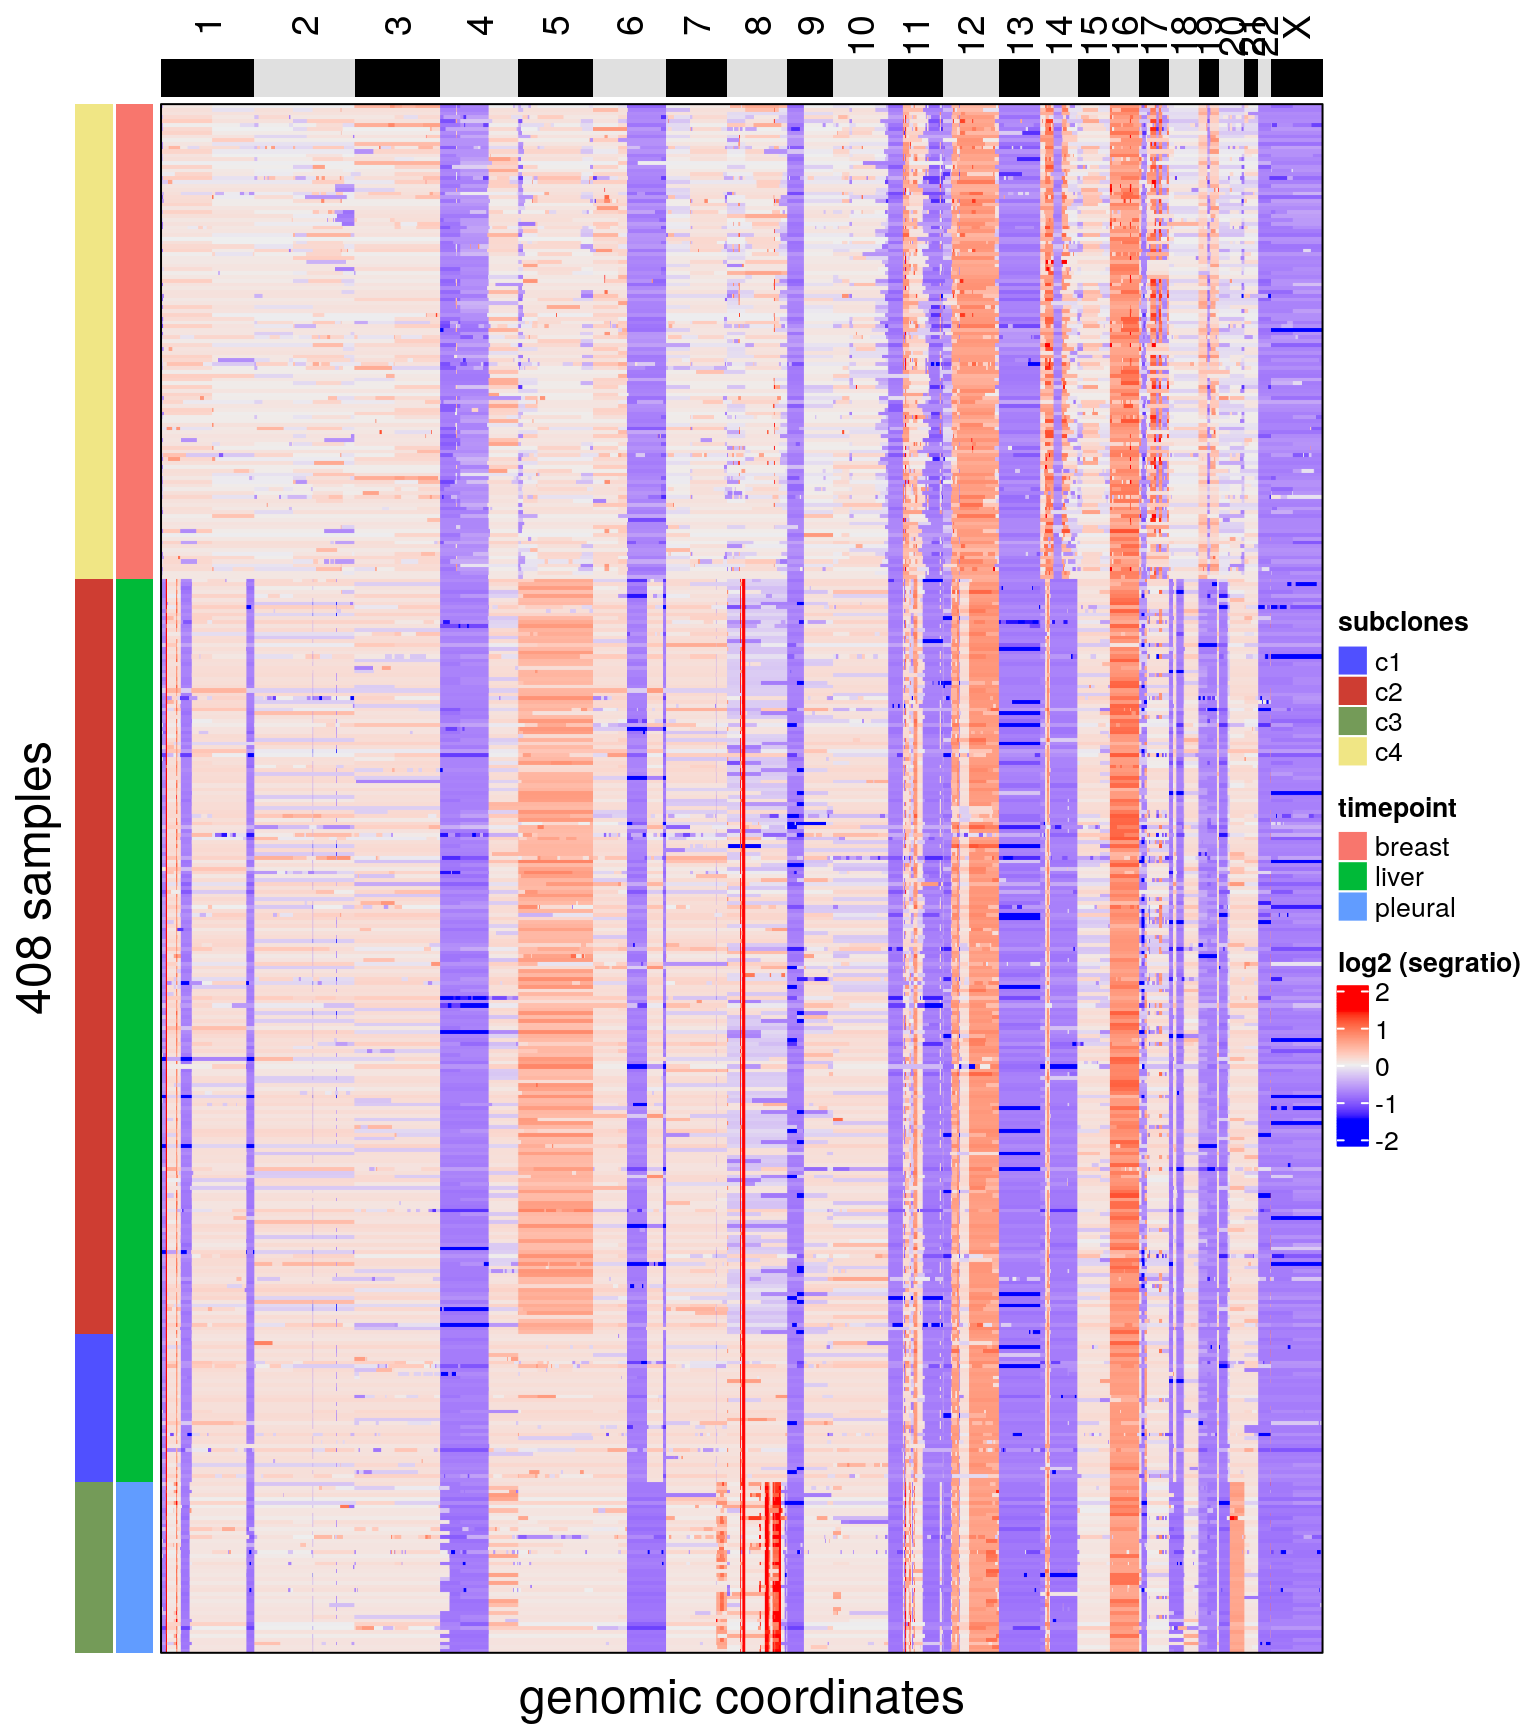 1 2 3 4 5 6 7 8 9 10 11 12 13 14 15 16 17 18 19 20 21 22 X
408 samples
subclones
c1
c2
c3
c4
timepoint
breast
liver
pleural
log2 (segratio)
2
1
0
-1
-2
genomic coordinates